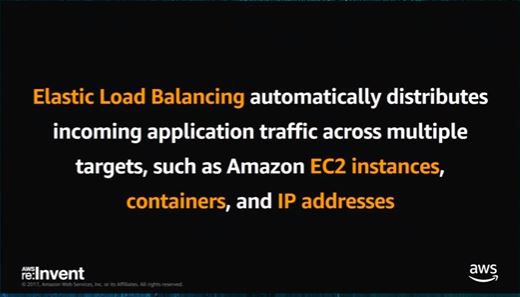 Elastic Load Balancing automatically distributes
incoming application traffic across multiple
targets, such as Amazon EC2 instances,
containers, and IP addresses
AWS
re:Invent
© 2017, Amazon Web Services, Inc. or its Affiliates. All rights reserved.
aws